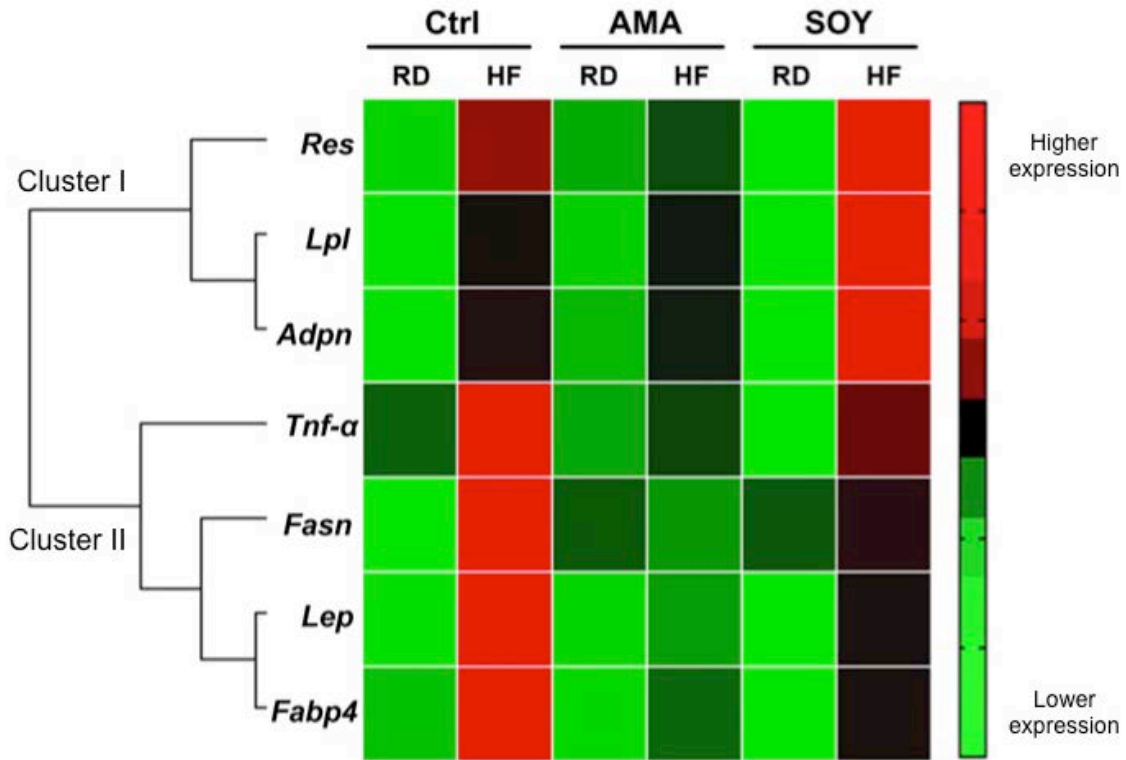 Ctrl AMA SOY
RD HF RD HF RD HF
Res
Higher
expression
Cluster I
Lpl
Adpn
Tnf-α
Cluster II
Fasn
Lep
Fabp4
Lower
expression